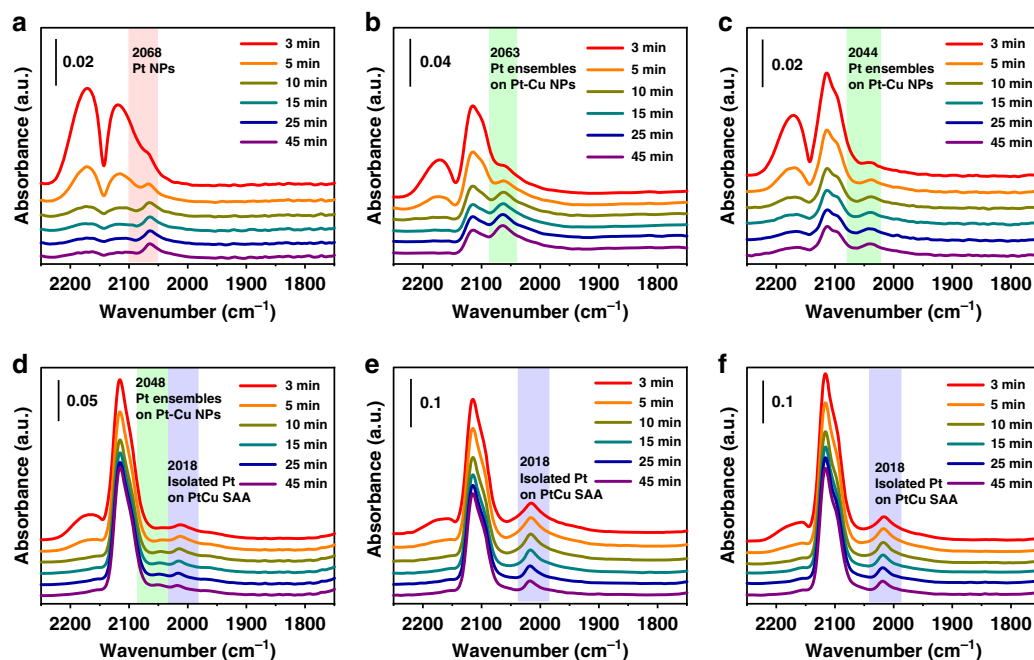 a
0.02
2068
Pt NPs
3 min
5 min
10 min
15 min
25 min
45 min
Absorbance (a.u.)
2200 2100 2000 1900 1800
Wavenumber (cm⁻¹)
b
0.04
2063
Pt ensembles
on Pt-Cu NPs
3 min
5 min
10 min
15 min
25 min
45 min
Absorbance (a.u.)
2200 2100 2000 1900 1800
Wavenumber (cm⁻¹)
c
0.02
2044
Pt ensembles
on Pt-Cu NPs
3 min
5 min
10 min
15 min
25 min
45 min
Absorbance (a.u.)
2200 2100 2000 1900 1800
Wavenumber (cm⁻¹)
d
0.05
2048
Pt ensembles
on Pt-Cu NPs
2018
Isolated Pt
on PtCu SAA
3 min
5 min
10 min
15 min
25 min
45 min
Absorbance (a.u.)
2200 2100 2000 1900 1800
Wavenumber (cm⁻¹)
e
0.1
2018
Isolated Pt
on PtCu SAA
3 min
5 min
10 min
15 min
25 min
45 min
Absorbance (a.u.)
2200 2100 2000 1900 1800
Wavenumber (cm⁻¹)
f
0.1
2018
Isolated Pt
on PtCu SAA
3 min
5 min
10 min
15 min
25 min
45 min
Absorbance (a.u.)
2200 2100 2000 1900 1800
Wavenumber (cm⁻¹)